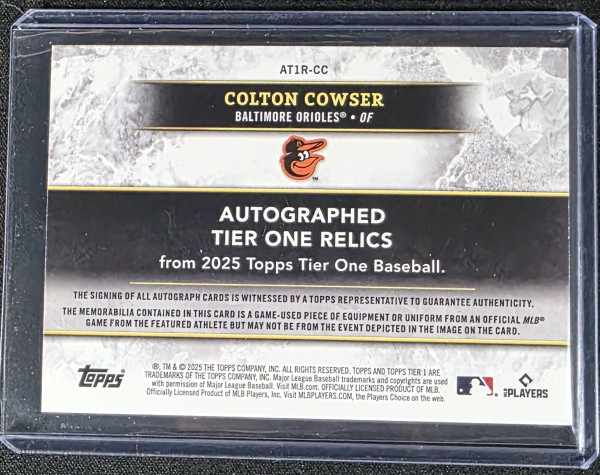 AT1R-CC
COLTON COWSER
BALTIMORE ORIOLES® • OF
TM
AUTOGRAPHED
TIER ONE RELICS
from 2025 Topps Tier One Baseball.
THE SIGNING OF ALL AUTOGRAPH CARDS IS WITNESSED BY A TOPPS REPRESENTATIVE TO GUARANTEE AUTHENTICITY.
THE MEMORABILIA CONTAINED IN THIS CARD IS A GAME-USED PIECE OF EQUIPMENT OR UNIFORM FROM AN OFFICIAL MLB®
GAME FROM THE FEATURED ATHLETE BUT MAY NOT BE FROM THE EVENT DEPICTED IN THE IMAGE ON THE CARD.
Topps®
®, TM & © 2025 THE TOPPS COMPANY, INC. ALL RIGHTS RESERVED. TOPPS AND TOPPS TIER 1 ARE
TRADEMARKS OF THE TOPPS COMPANY, INC. Major League Baseball trademarks and copyrights are used
with permission of Major League Baseball. Visit MLB.com. OFFICIALLY LICENSED PRODUCT OF MLB.
Officially Licensed Product of MLB Players, Inc. Visit MLBPLAYERS.COM, the Players Choice on the web.
MLB PLAYERS